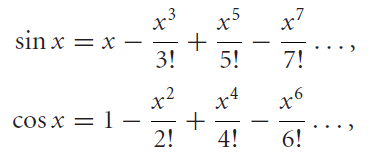 sin x = x − x³/3! + x⁵/5! − x⁷/7! . . . ,
cos x = 1 − x²/2! + x⁴/4! − x⁶/6! . . . ,